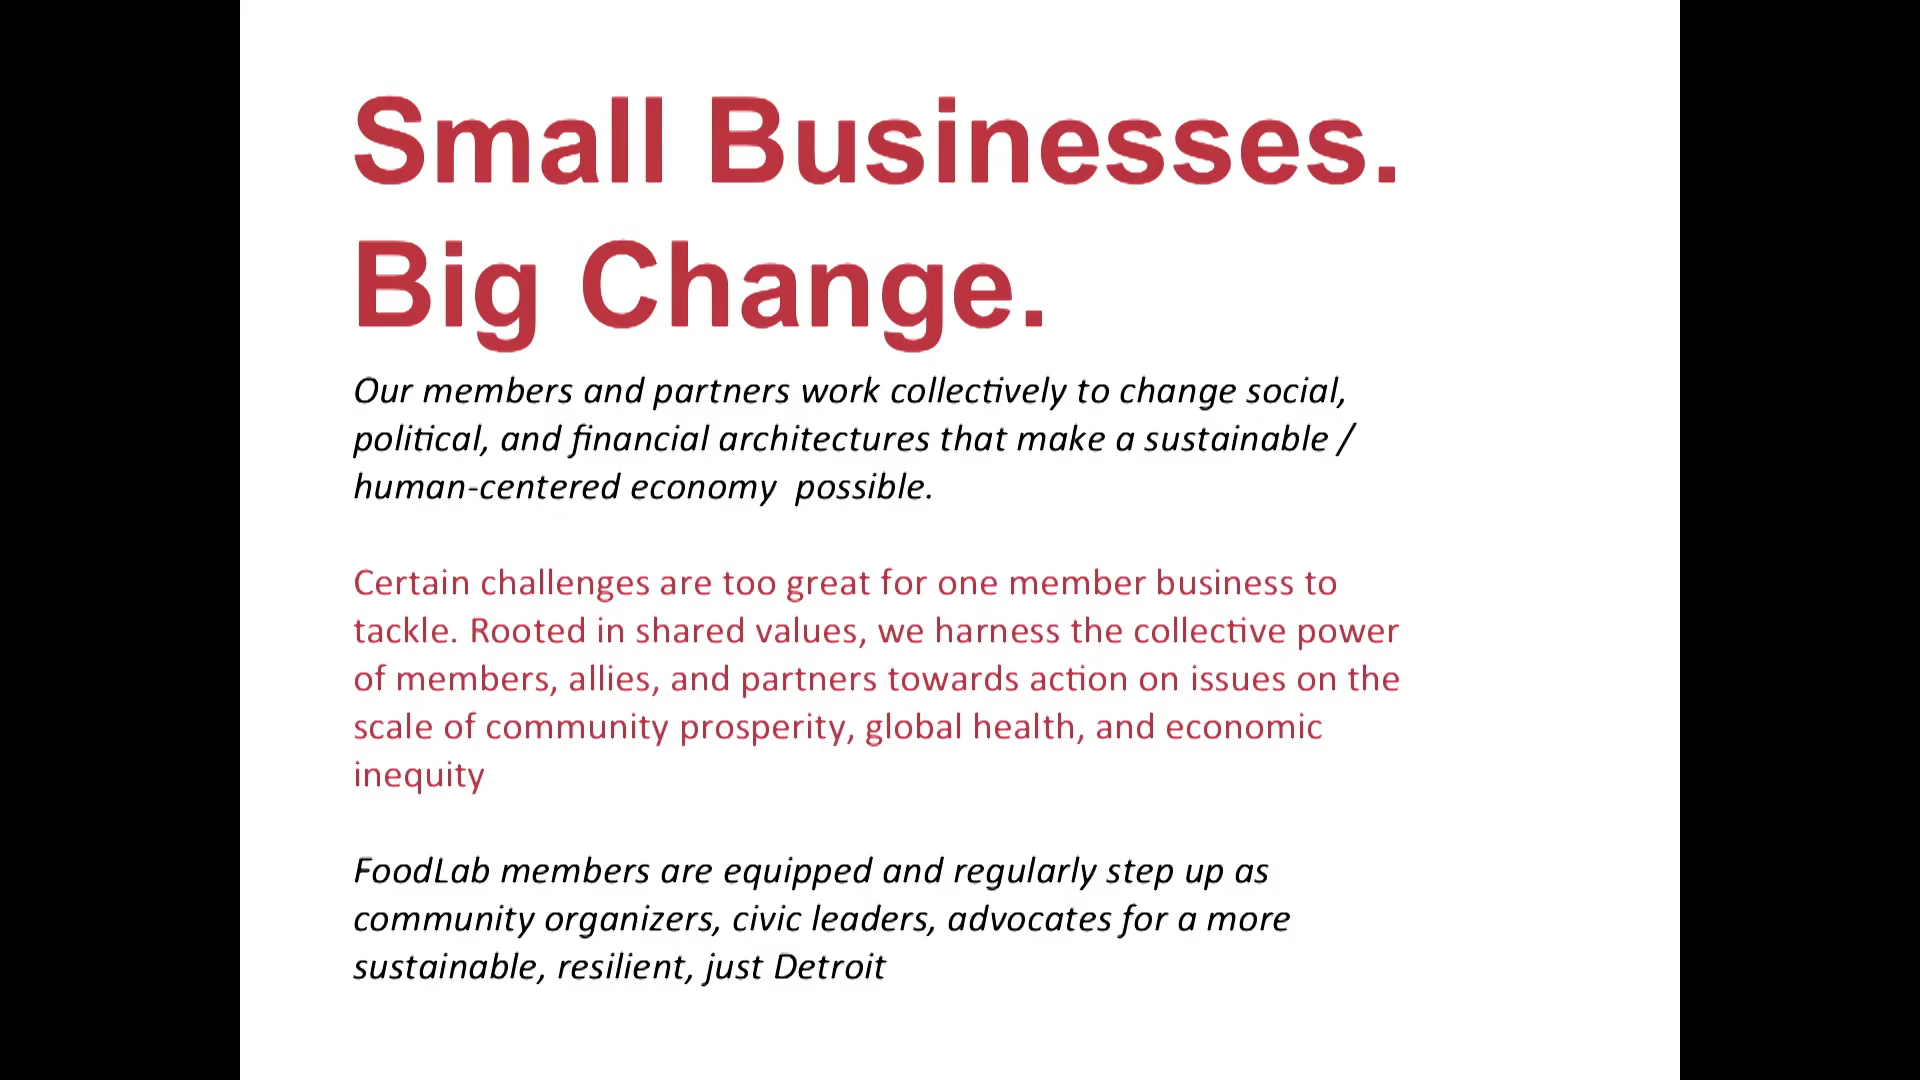 Small Businesses.
Big Change.
Our members and partners work collectively to change social,
political, and financial architectures that make a sustainable /
human-centered economy  possible.
Certain challenges are too great for one member business to
tackle. Rooted in shared values, we harness the collective power
of members, allies, and partners towards action on issues on the
scale of community prosperity, global health, and economic
inequity
FoodLab members are equipped and regularly step up as
community organizers, civic leaders, advocates for a more
sustainable, resilient, just Detroit